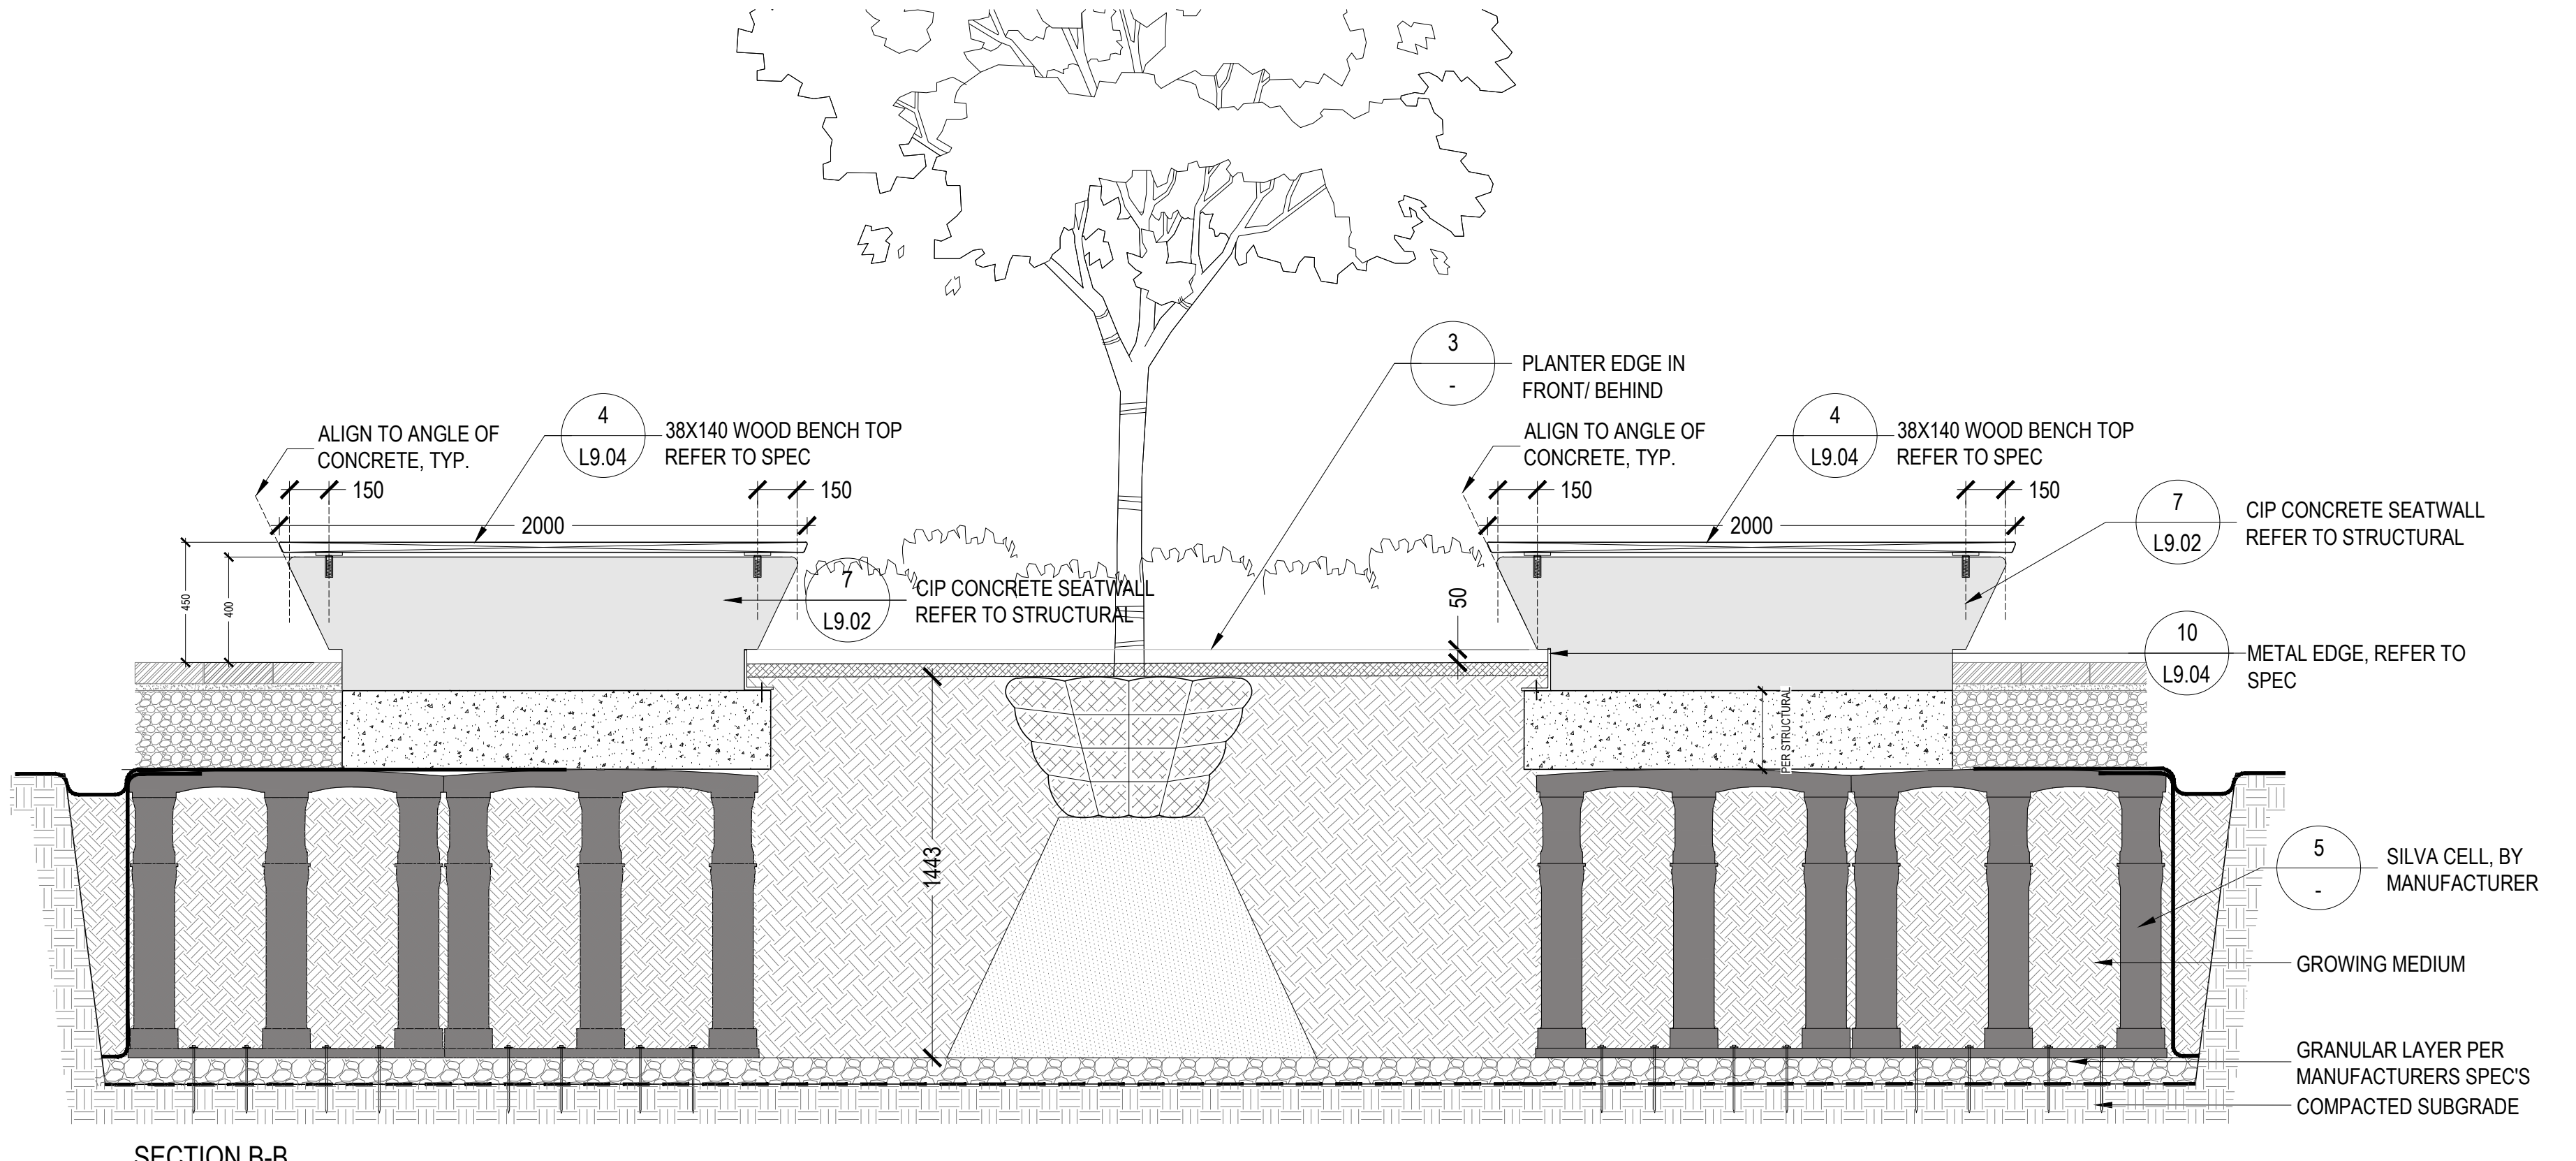 3
-
PLANTER EDGE IN
FRONT/ BEHIND
ALIGN TO ANGLE OF
CONCRETE, TYP.
4
L9.04
38X140 WOOD BENCH TOP
REFER TO SPEC
ALIGN TO ANGLE OF
CONCRETE, TYP.
4
L9.04
38X140 WOOD BENCH TOP
REFER TO SPEC
150
150
150
150
2000
2000
7
L9.02
CIP CONCRETE SEATWALL
REFER TO STRUCTURAL
450
400
7
L9.02
CIP CONCRETE SEATWALL
REFER TO STRUCTURAL
50
10
L9.04
METAL EDGE, REFER TO
SPEC
PER STRUCTURAL
1443
5
-
SILVA CELL, BY
MANUFACTURER
GROWING MEDIUM
GRANULAR LAYER PER
MANUFACTURERS SPEC'S
COMPACTED SUBGRADE
SECTION B-B